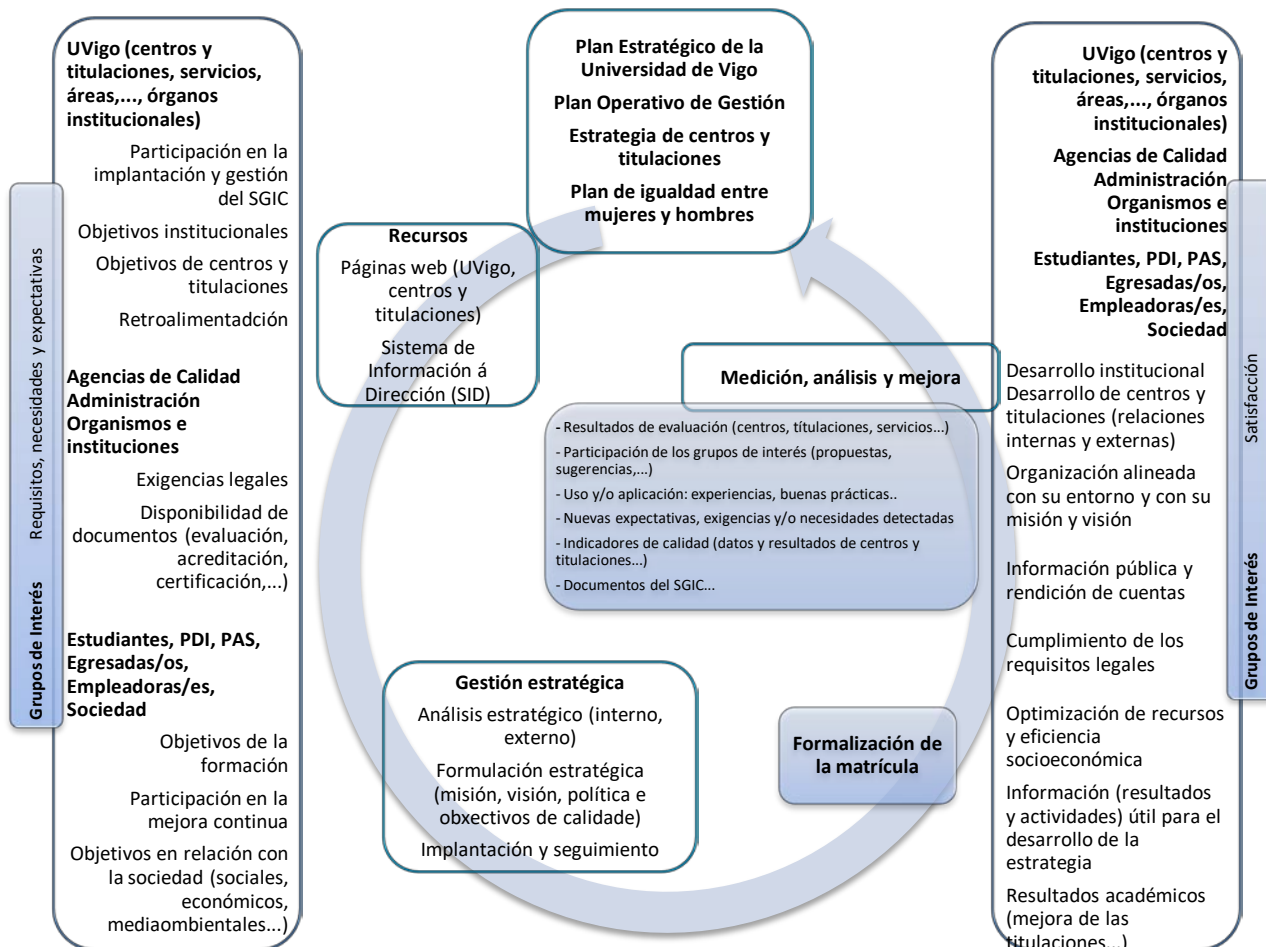 UVigo (centros y
titulaciones, servicios,
áreas,..., órganos
institucionales)
Participación en la
implantación y gestión
del SGIC
Objetivos institucionales
Objetivos de centros y
titulaciones
Retroalimentadción
Agencias de Calidad
Administración
Organismos e
instituciones
Exigencias legales
Disponibilidad de
documentos (evaluación,
acreditación,
certificación,...)
Estudiantes, PDI, PAS,
Egresadas/os,
Empleadoras/es,
Sociedad
Objetivos de la
formación
Participación en la
mejora continua
Objetivos en relación con
la sociedad (sociales,
económicos,
mediaombientales...)
Grupos de Interés Requisitos, necesidades y expectativas
Plan Estratégico de la
Universidad de Vigo
Plan Operativo de Gestión
Estrategia de centros y
titulaciones
Plan de igualdad entre
mujeres y hombres
Recursos
Páginas web (UVigo,
centros y
titulaciones)
Sistema de
Información á
Dirección (SID)
Medición, análisis y mejora
- Resultados de evaluación (centros, títulaciones, servicios...)
- Participación de los grupos de interés (propuestas,
sugerencias,...)
- Uso y/o aplicación: experiencias, buenas prácticas..
- Nuevas expectativas, exigencias y/o necesidades detectadas
- Indicadores de calidad (datos y resultados de centros y
titulaciones...)
- Documentos del SGIC...
Gestión estratégica
Análisis estratégico (interno,
externo)
Formulación estratégica
(misión, visión, política e
obxectivos de calidade)
Implantación y seguimiento
Formalización de
la matrícula
UVigo (centros y
titulaciones, servicios,
áreas,..., órganos
institucionales)
Agencias de Calidad
Administración
Organismos e
instituciones
Estudiantes, PDI, PAS,
Egresadas/os,
Empleadoras/es,
Sociedad
Desarrollo institucional
Desarrollo de centros y
titulaciones (relaciones
internas y externas)
Organización alineada
con su entorno y con su
misión y visión
Información pública y
rendición de cuentas
Cumplimiento de los
requisitos legales
Optimización de recursos
y eficiencia
socioeconómica
Información (resultados
y actividades) útil para el
desarrollo de la
estrategia
Resultados académicos
(mejora de las
titulaciones...)
Grupos de Interés Satisfacción